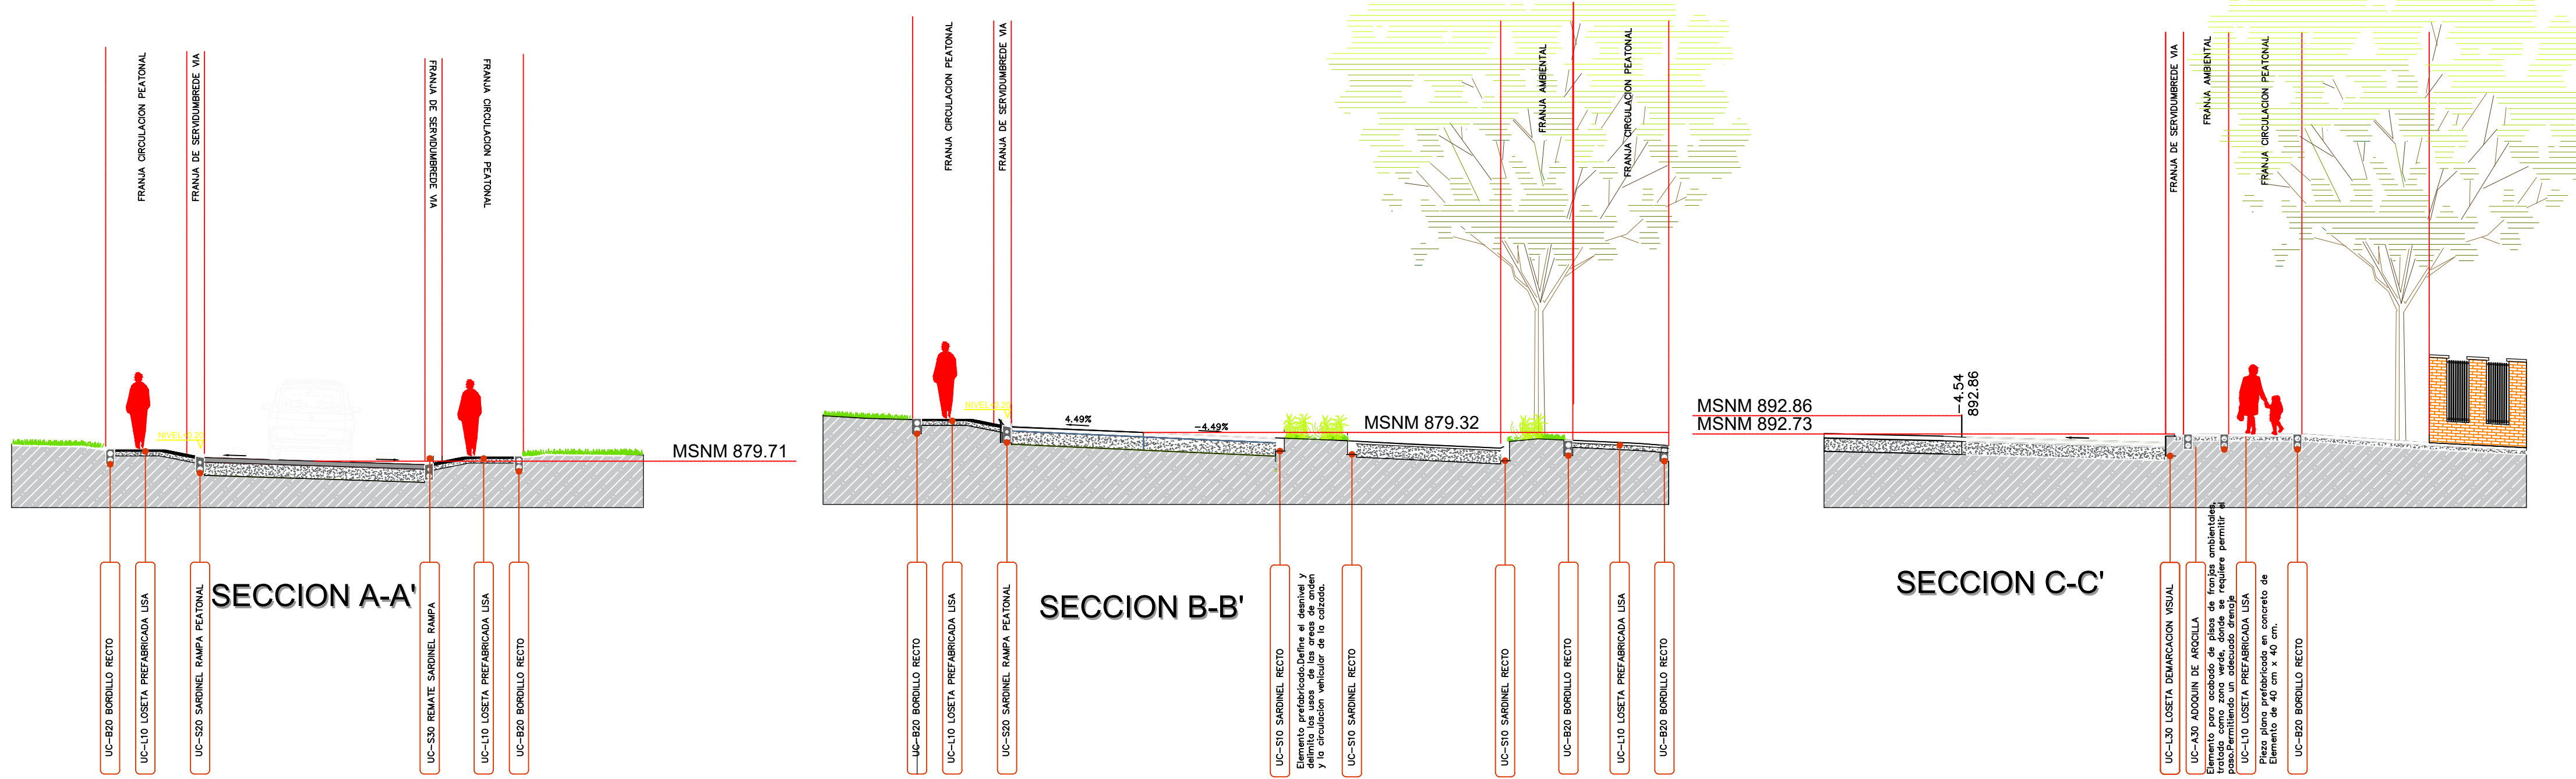 FRANJA CIRCULACION PEATONAL
FRANJA DE SERVIDUMBREDE VIA
FRANJA DE SERVIDUMBREDE VIA
FRANJA CIRCULACION PEATONAL
NIVEL+0.20
MSNM 879.71
UC-B20 BORDILLO RECTO
UC-L10 LOSETA PREFABRICADA LISA
UC-S20 SARDINEL RAMPA PEATONAL
SECCION A-A'
UC-S30 REMATE SARDINEL RAMPA
UC-L10 LOSETA PREFABRICADA LISA
UC-B20 BORDILLO RECTO
FRANJA CIRCULACION PEATONAL
FRANJA DE SERVIDUMBREDE VIA
FRANJA AMBIENTAL
FRANJA CIRCULACION PEATONAL
NIVEL+0.20
4.49%
-4.49%
MSNM 879.32
UC-B20 BORDILLO RECTO
UC-L10 LOSETA PREFABRICADA LISA
UC-S20 SARDINEL RAMPA PEATONAL
SECCION B-B'
UC-S10 SARDINEL RECTO
Elemento prefabricado.Define el desnivel y
delimita los usos de las areas de anden
y la circulacion vehicular de la calzada.
UC-S10 SARDINEL RECTO
UC-S10 SARDINEL RECTO
UC-B20 BORDILLO RECTO
UC-L10 LOSETA PREFABRICADA LISA
UC-B20 BORDILLO RECTO
FRANJA DE SERVIDUMBREDE VIA
FRANJA AMBIENTAL
FRANJA CIRCULACION PEATONAL
MSNM 892.86
MSNM 892.73
-4.54
892.86
SECCION C-C'
UC-L30 LOSETA DEMARCACION VISUAL
UC-A30 ADOQUIN DE ARQCILLA
Elemento para acabado de pisos de franjas ambientales,
tratada como zona verde, donde se requiere permitir el
paso.Permitiendo un adecuado drenaje
UC-L10 LOSETA PREFABRICADA LISA
Pieza plana prefabricada en concreto de
Elemento de 40 cm x 40 cm.
UC-B20 BORDILLO RECTO